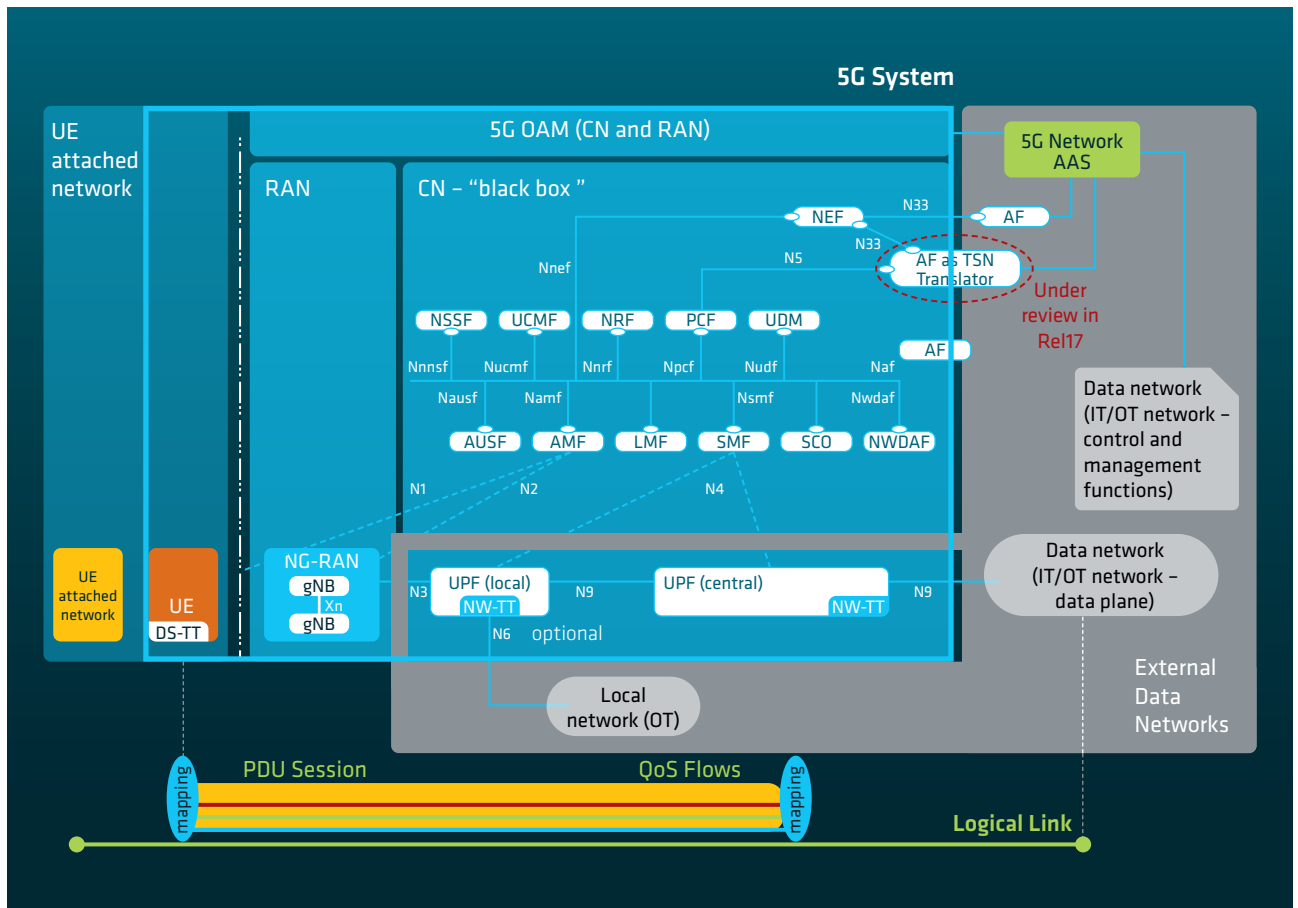 5G System
UE
attached
network
5G OAM (CN and RAN)
5G Network
AAS
RAN
CN – “black box ”
NEF
N33
AF
N33
AF as TSN
Translator
N5
Nnef
Under
review in
Rel17
NSSF
UCMF
NRF
PCF
UDM
AF
Nnnsf
Nucmf
Nnrf
Npcf
Nudf
Naf
Nausf
Namf
Nsmf
Nwdaf
AUSF
AMF
LMF
SMF
SCO
NWDAF
Data network
(IT/OT network –
control and
management
functions)
N1
N2
N4
UE
attached
network
UE
DS-TT
NG-RAN
gNB
Xn
gNB
N3
UPF (local)
NW-TT
N9
UPF (central)
NW-TT
N9
Data network
(IT/OT network –
data plane)
N6
optional
Local
network (OT)
External
Data
Networks
mapping
PDU Session
QoS Flows
mapping
Logical Link